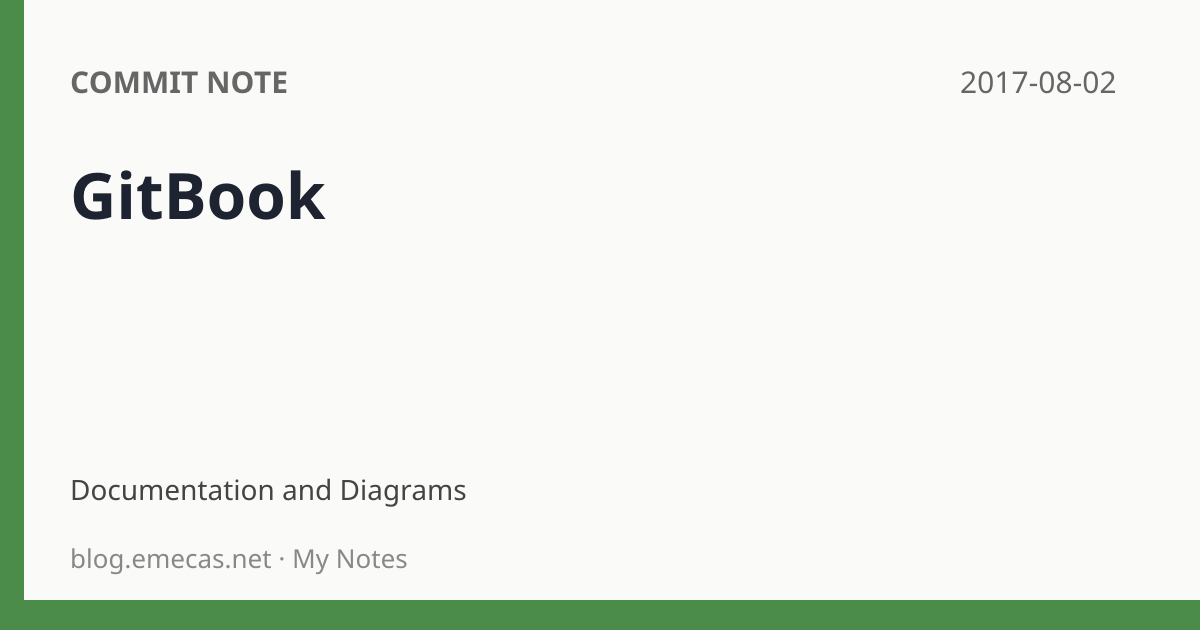 COMMIT NOTE
2017-08-02
GitBook
Documentation and Diagrams
blog.emecas.net · My Notes